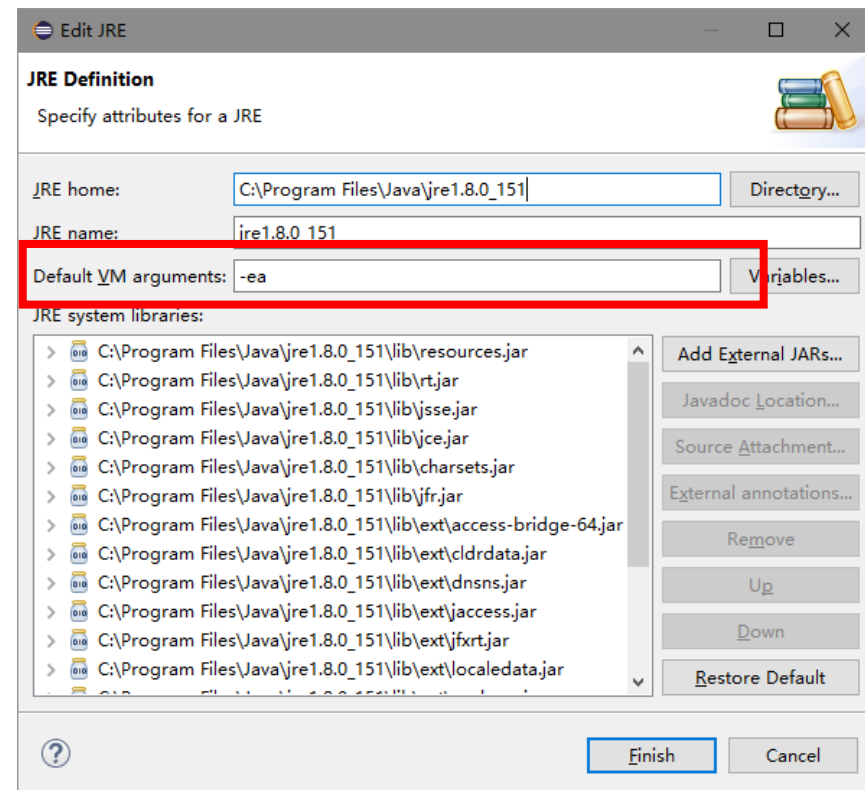 Edit JRE
JRE Definition
Specify attributes for a JRE
JRE home: C:\Program Files\Java\jre1.8.0_151 Directory...
JRE name: jre1.8.0_151
Default VM arguments: -ea Variables...
JRE system libraries:
C:\Program Files\Java\jre1.8.0_151\lib\resources.jar
C:\Program Files\Java\jre1.8.0_151\lib\rt.jar
C:\Program Files\Java\jre1.8.0_151\lib\jsse.jar
C:\Program Files\Java\jre1.8.0_151\lib\jce.jar
C:\Program Files\Java\jre1.8.0_151\lib\charsets.jar
C:\Program Files\Java\jre1.8.0_151\lib\jfr.jar
C:\Program Files\Java\jre1.8.0_151\lib\ext\access-bridge-64.jar
C:\Program Files\Java\jre1.8.0_151\lib\ext\cldrdata.jar
C:\Program Files\Java\jre1.8.0_151\lib\ext\dnsns.jar
C:\Program Files\Java\jre1.8.0_151\lib\ext\jaccess.jar
C:\Program Files\Java\jre1.8.0_151\lib\ext\jfxrt.jar
C:\Program Files\Java\jre1.8.0_151\lib\ext\localedata.jar
Add External JARs...
Javadoc Location...
Source Attachment...
External annotations...
Remove
Up
Down
Restore Default
?
Finish Cancel